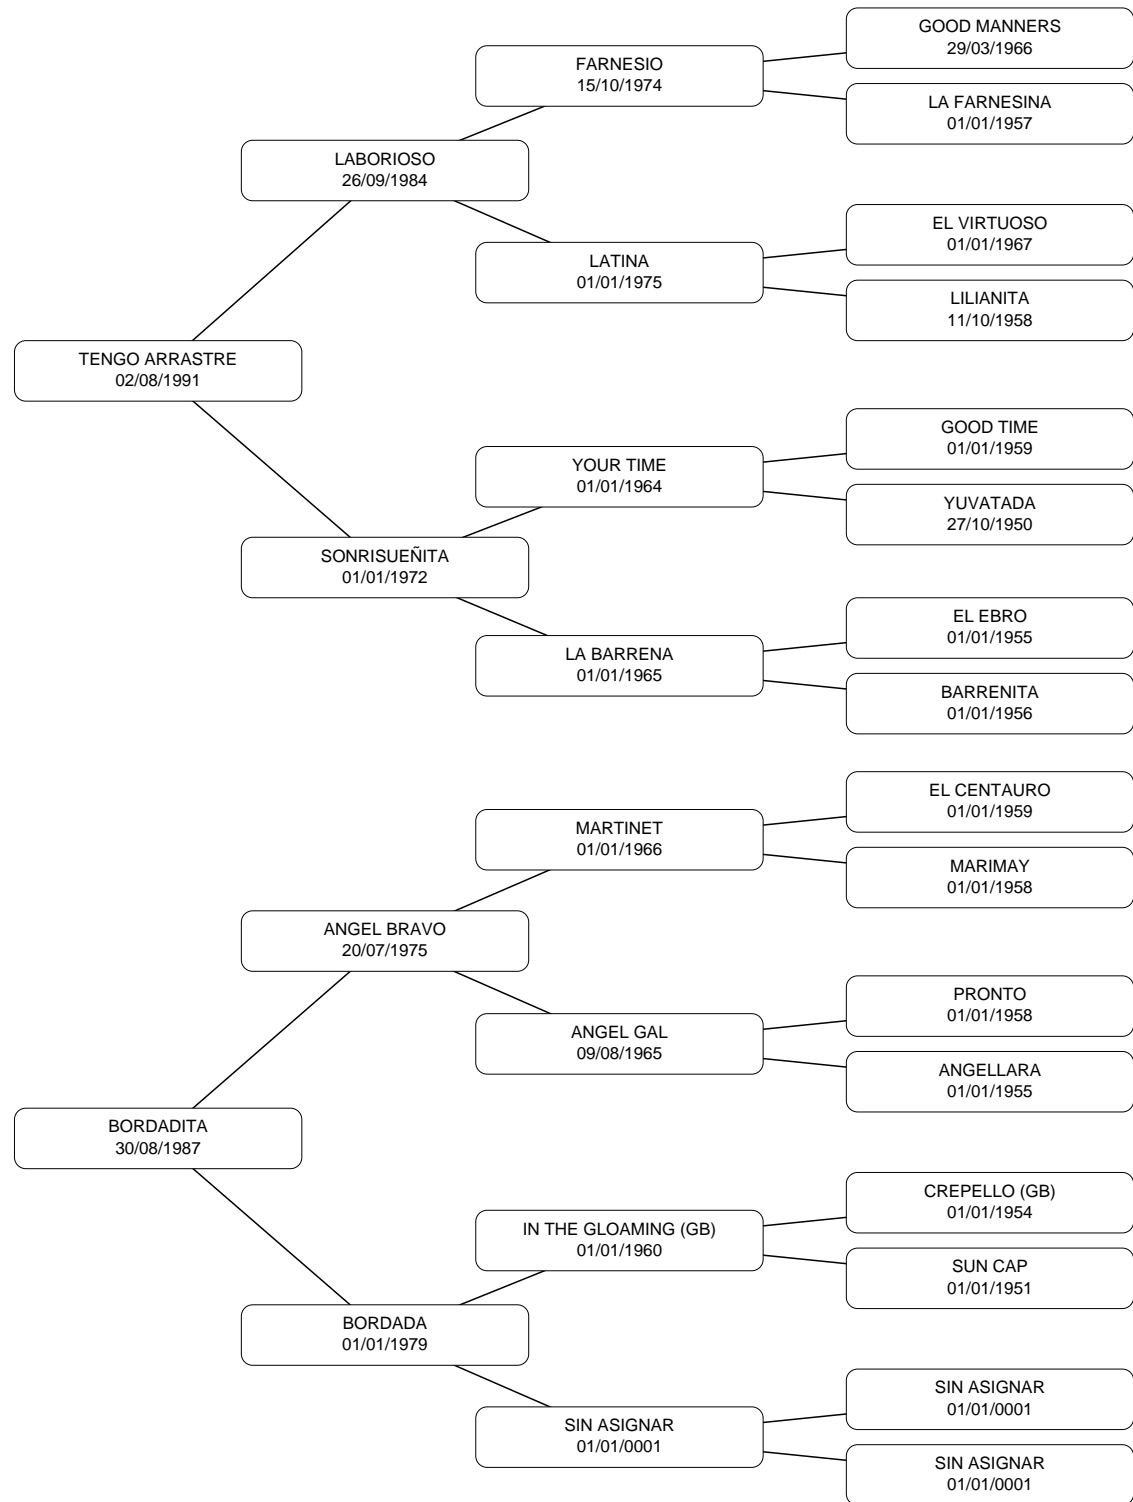 GOOD MANNERS
29/03/1966
FARNESIO
15/10/1974
LA FARNESINA
01/01/1957
LABORIOSO
26/09/1984
EL VIRTUOSO
01/01/1967
LATINA
01/01/1975
LILIANITA
11/10/1958
TENGO ARRASTRE
02/08/1991
GOOD TIME
01/01/1959
YOUR TIME
01/01/1964
YUVATADA
27/10/1950
SONRISUEÑITA
01/01/1972
EL EBRO
01/01/1955
LA BARRENA
01/01/1965
BARRENITA
01/01/1956
EL CENTAURO
01/01/1959
MARTINET
01/01/1966
MARIMAY
01/01/1958
ANGEL BRAVO
20/07/1975
PRONTO
01/01/1958
ANGEL GAL
09/08/1965
ANGELLARA
01/01/1955
BORDADITA
30/08/1987
CREPELLO (GB)
01/01/1954
IN THE GLOAMING (GB)
01/01/1960
SUN CAP
01/01/1951
BORDADA
01/01/1979
SIN ASIGNAR
01/01/0001
SIN ASIGNAR
01/01/0001
SIN ASIGNAR
01/01/0001